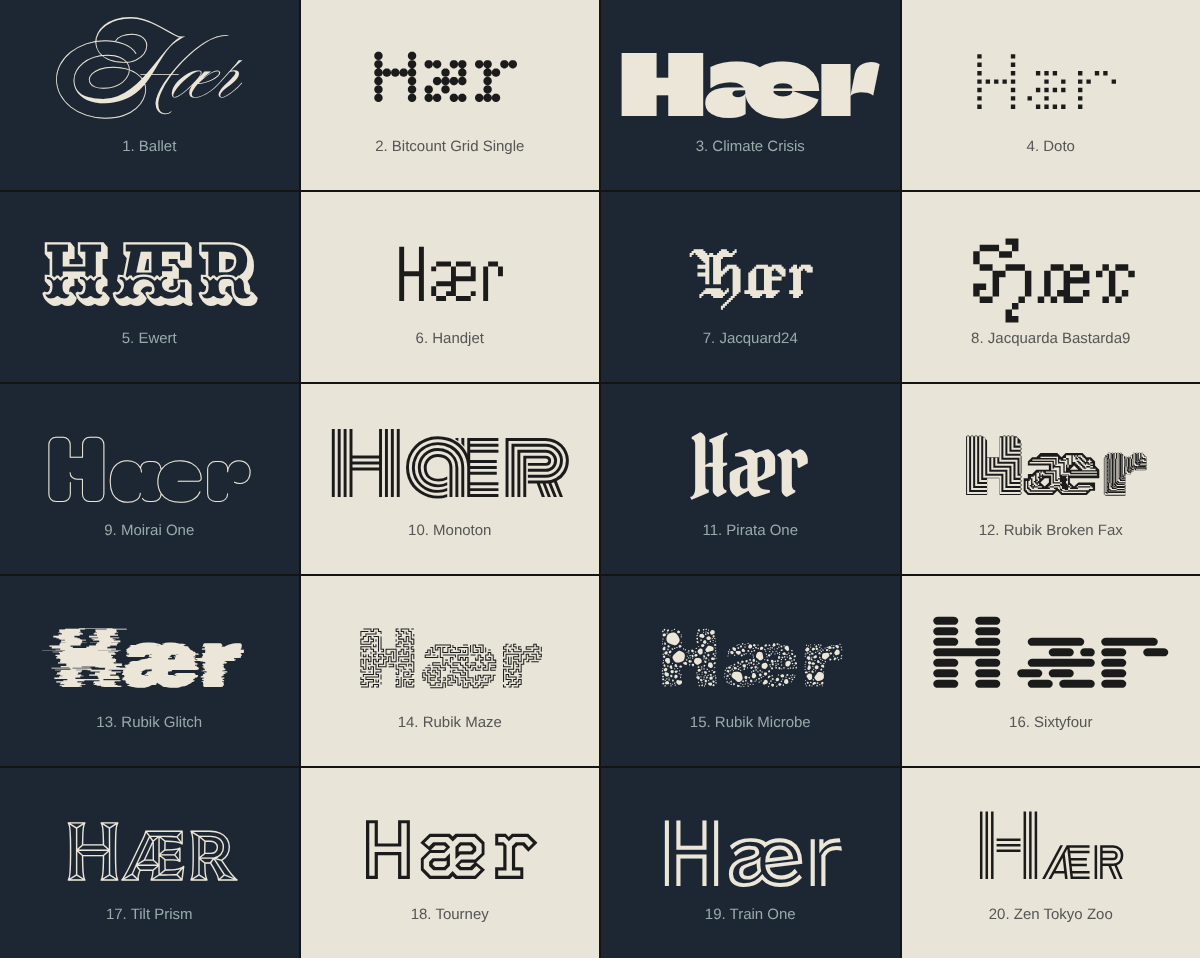 Hær
1. Ballet
Hær
2. Bitcount Grid Single
Hær
3. Climate Crisis
Hær
4. Doto
HÆR
5. Ewert
Hær
6. Handjet
Hær
7. Jacquard24
Hær
8. Jacquarda Bastarda9
Hær
9. Moirai One
HÆR
10. Monoton
Hær
11. Pirata One
Hær
12. Rubik Broken Fax
Hær
13. Rubik Glitch
Hær
14. Rubik Maze
Hær
15. Rubik Microbe
Hær
16. Sixtyfour
HÆR
17. Tilt Prism
Hær
18. Tourney
Hær
19. Train One
HÆR
20. Zen Tokyo Zoo